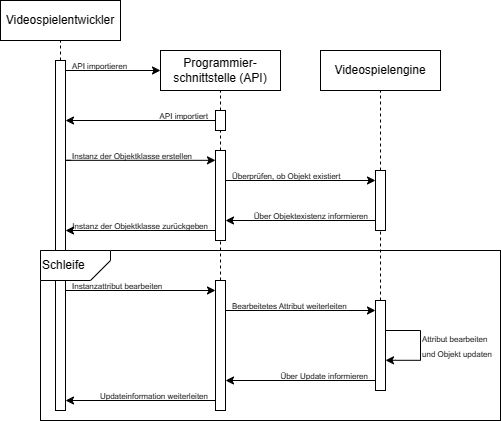 Videospielentwickler
API importieren
Programmier-
schnittstelle (API)
Videospielengine
API importiert
Instanz der Objektklasse erstellen
Überprüfen, ob Objekt existiert
Über Objektexistenz informieren
Instanz der Objektklasse zurückgeben
Schleife
Instanzattribut bearbeiten
Bearbeitetes Attribut weiterleiten
Attribut bearbeiten
und Objekt updaten
Über Update informieren
Updateinformation weiterleiten